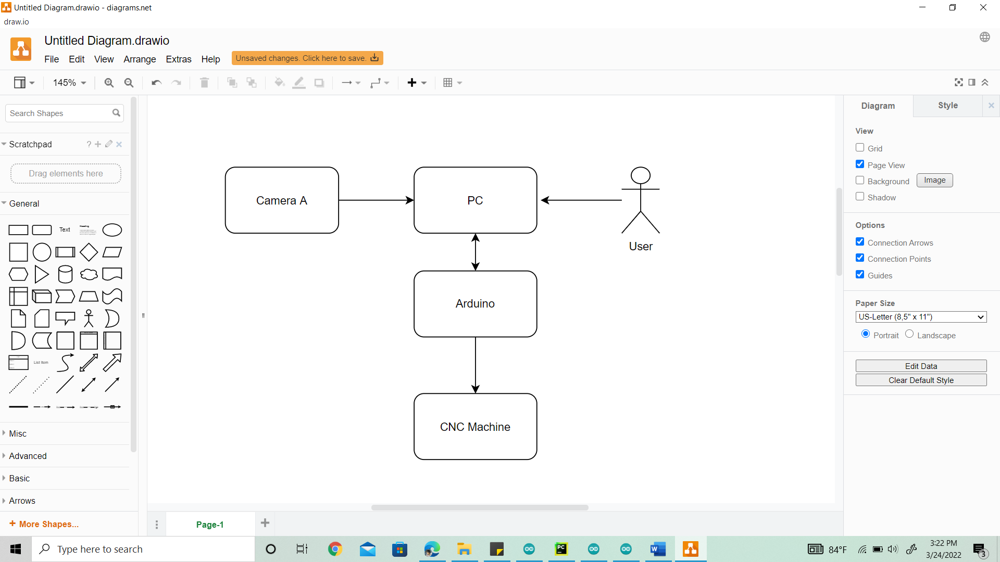 Untitled Diagram.drawio - diagrams.net
draw.io
Untitled Diagram.drawio
File Edit View Arrange Extras Help Unsaved changes. Click here to save.
145%
Search Shapes
Scratchpad ?
Drag elements here
General
Text
Heading
List Item
Misc
Advanced
Basic
Arrows
+ More Shapes...
Camera A
PC
User
Arduino
CNC Machine
Page-1
Diagram Style
View
Grid
Page View
Background Image
Shadow
Options
Connection Arrows
Connection Points
Guides
Paper Size
US-Letter (8,5" x 11")
Portrait Landscape
Edit Data
Clear Default Style
Type here to search
PC
W
84°F
3:22 PM
3/24/2022
3